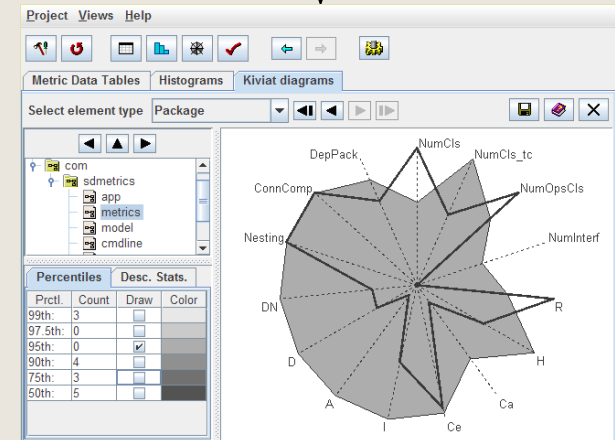 Project Views Help
Metric Data Tables Histograms Kiviat diagrams
Select element type Package
com
sdmetrics
app
metrics
model
cmdline
Percentiles Desc. Stats.
Prctl. Count Draw Color
99th: 3
97.5th: 0
95th: 0
90th: 4
75th: 3
50th: 5
NumCls
NumCls_tc
NumOpsCls
NumInterf
R
H
Ca
Ce
I
A
D
DN
Nesting
ConnComp
DepPack